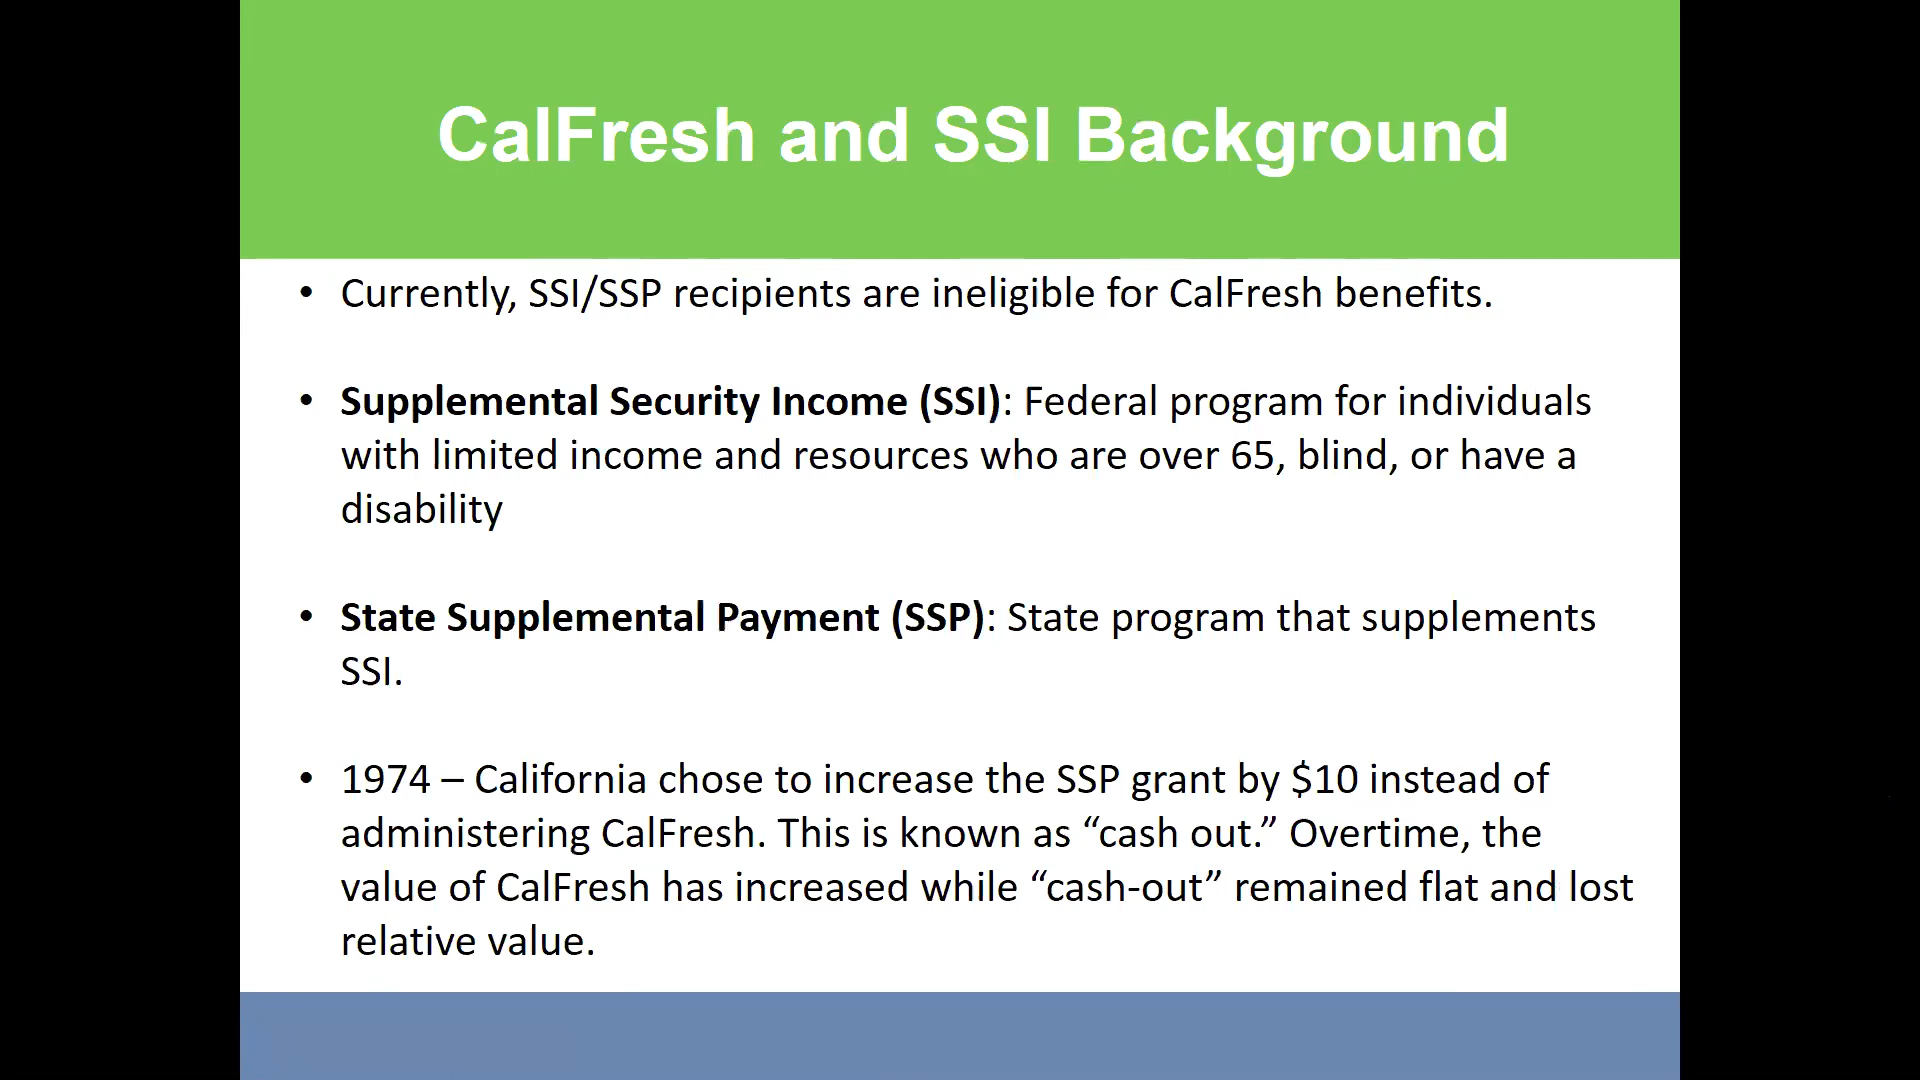 CalFresh and SSI Background
• Currently, SSI/SSP recipients are ineligible for CalFresh benefits.
• Supplemental Security Income (SSI): Federal program for individuals
with limited income and resources who are over 65, blind, or have a
disability
• State Supplemental Payment (SSP): State program that supplements
SSI.
• 1974 – California chose to increase the SSP grant by $10 instead of
administering CalFresh. This is known as “cash out.” Overtime, the
value of CalFresh has increased while “cash-out” remained flat and lost
relative value.